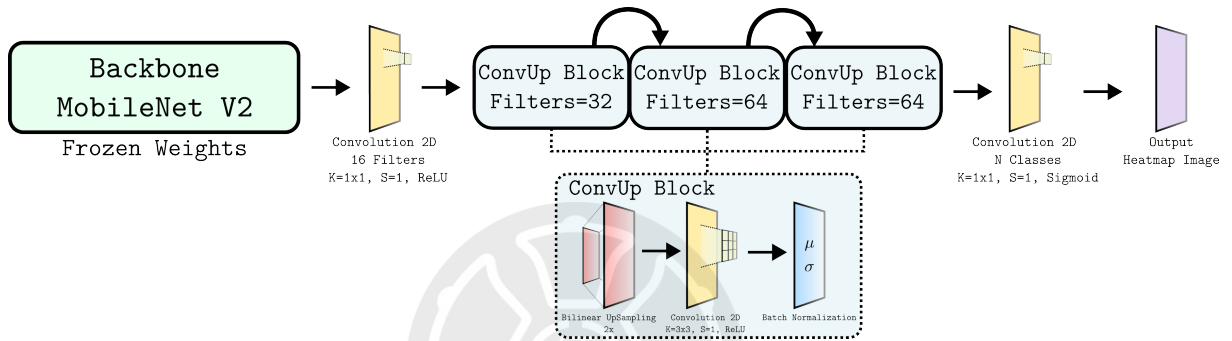 Backbone
MobileNet V2
Frozen Weights
Convolution 2D
16 Filters
K=1x1, S=1, ReLU
ConvUp Block
Filters=32
ConvUp Block
Filters=64
ConvUp Block
Filters=64
Convolution 2D
N Classes
K=1x1, S=1, Sigmoid
Output
Heatmap Image
ConvUp Block
Bilinear UpSampling
2x
Convolution 2D
K=3x3, S=1, ReLU
μ
σ
Batch Normalization